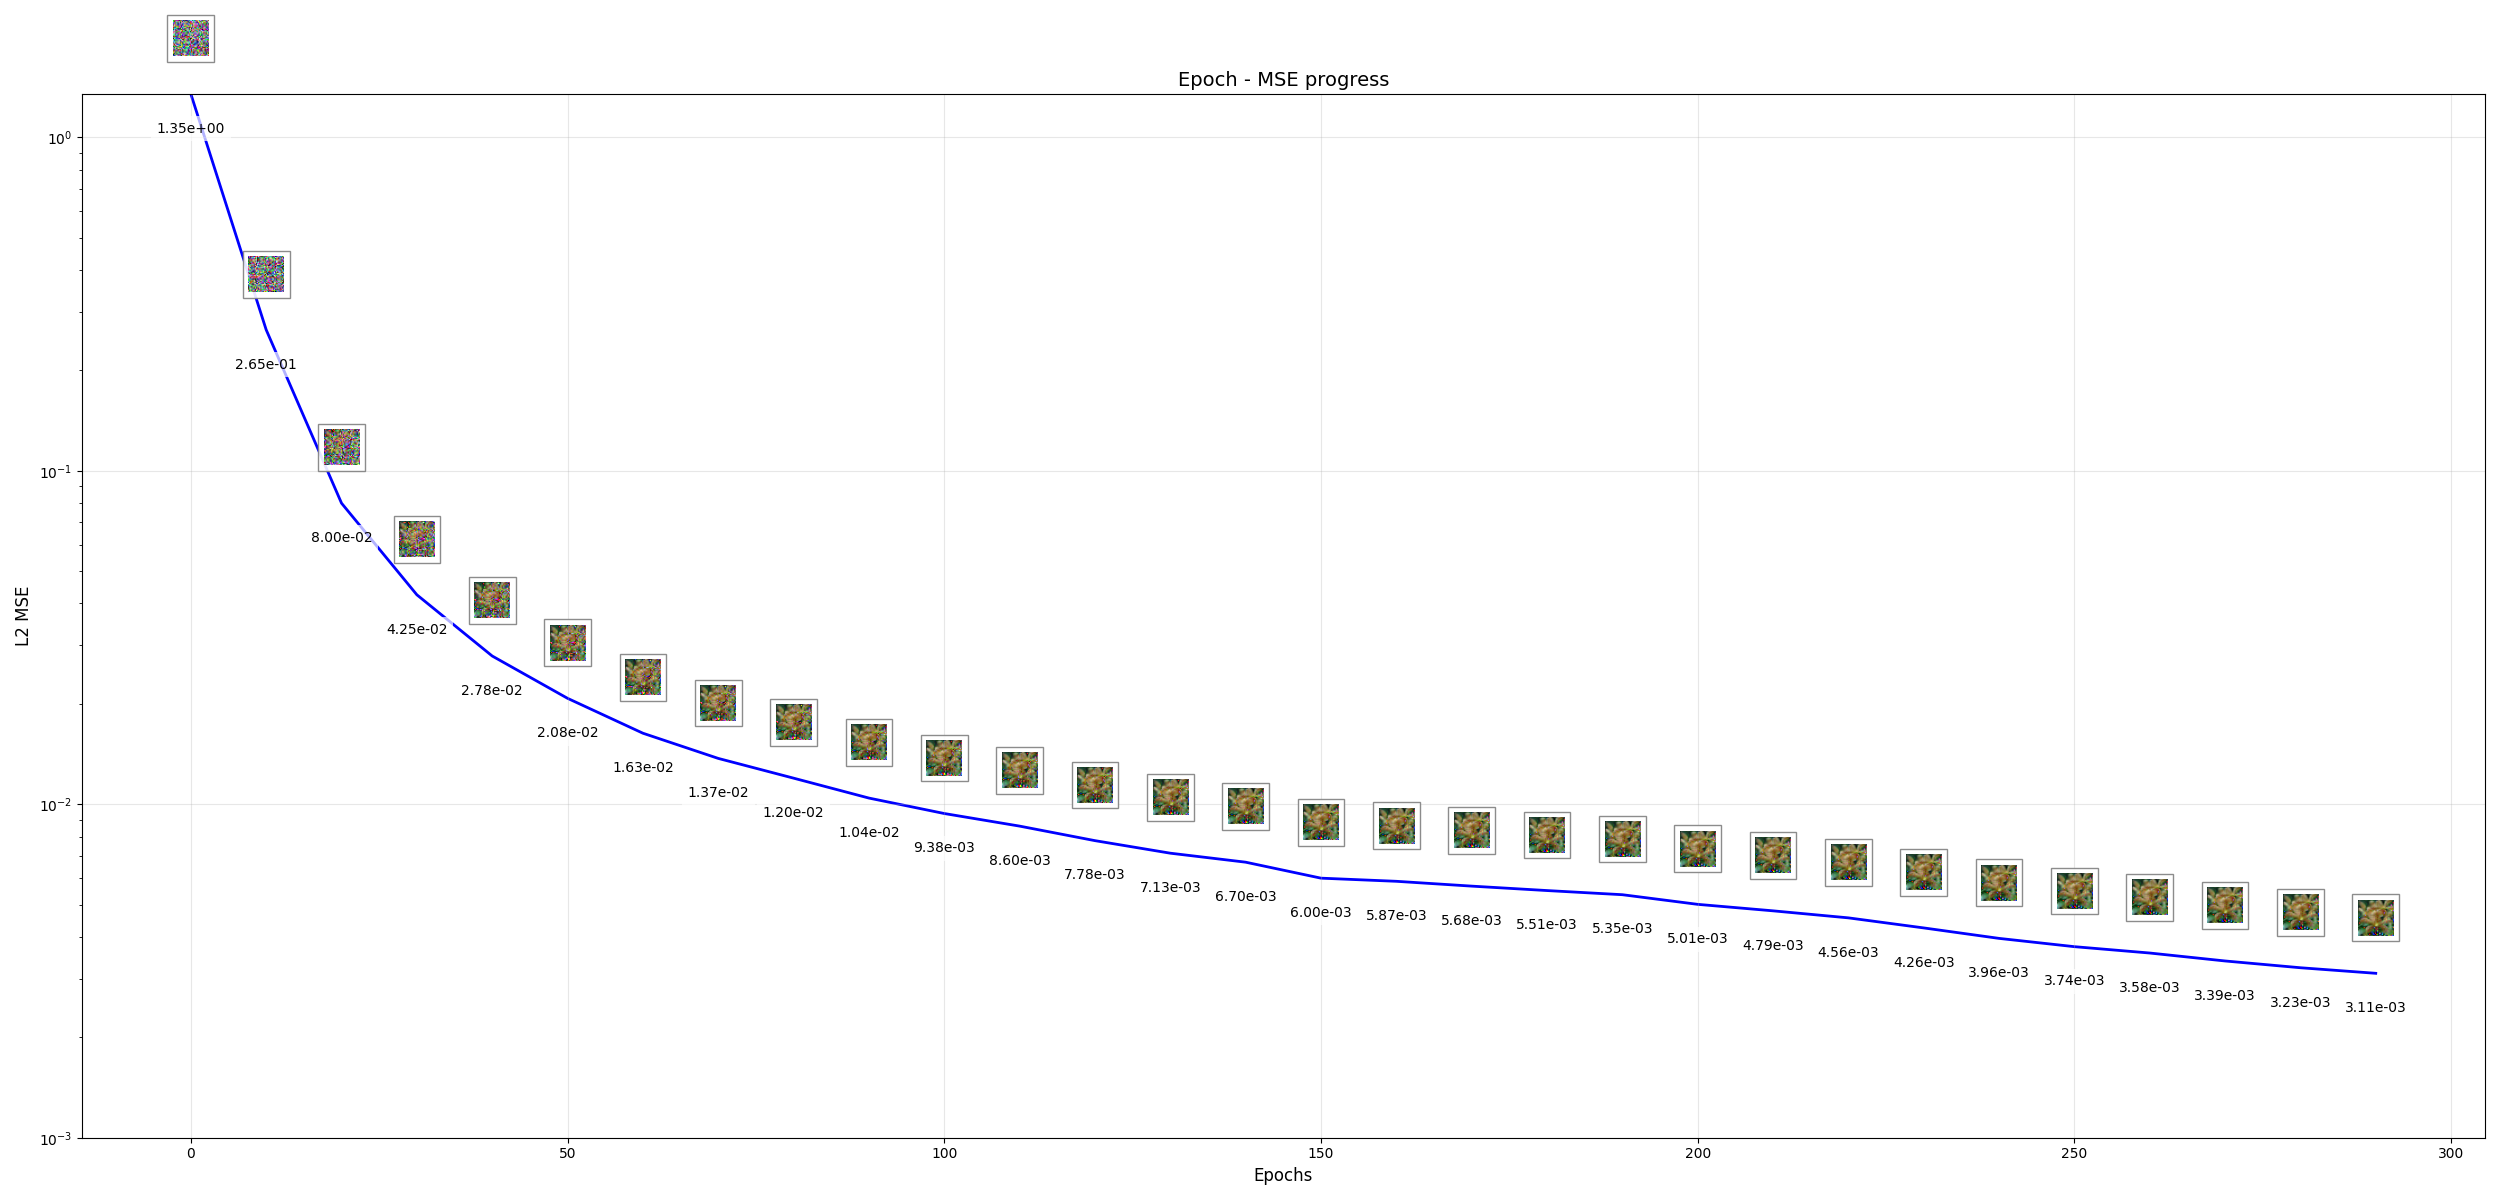 Epoch - MSE progress
10⁰
10⁻¹
10⁻²
10⁻³
L2 MSE
1.35e+00
2.65e-01
8.00e-02
4.25e-02
2.78e-02
2.08e-02
1.63e-02
1.37e-02
1.20e-02
1.04e-02
9.38e-03
8.60e-03
7.78e-03
7.13e-03
6.70e-03
6.00e-03
5.87e-03
5.68e-03
5.51e-03
5.35e-03
5.01e-03
4.79e-03
4.56e-03
4.26e-03
3.96e-03
3.74e-03
3.58e-03
3.39e-03
3.23e-03
3.11e-03
0 50 100 150 200 250 300
Epochs